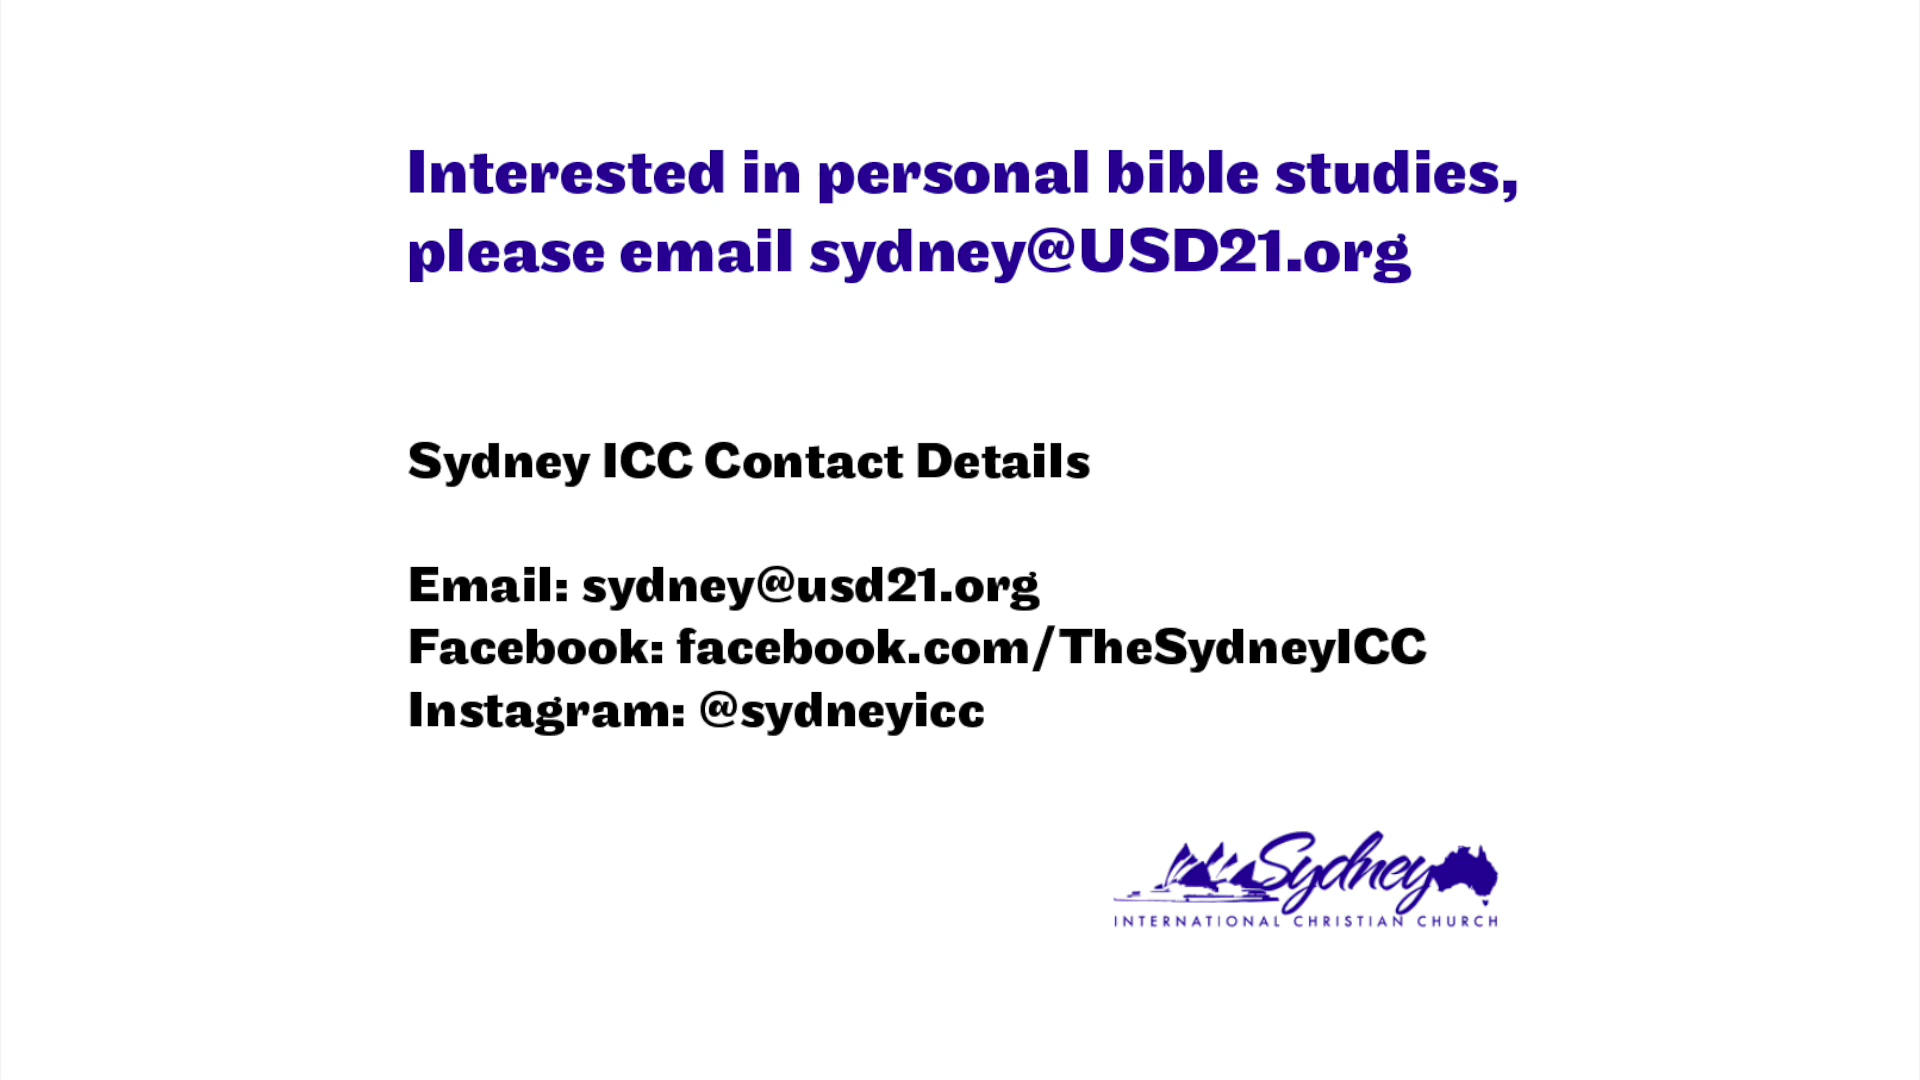 Interested in personal bible studies,
please email sydney@USD21.org
Sydney ICC Contact Details
Email: sydney@usd21.org
Facebook: facebook.com/TheSydneyICC
Instagram: @sydneyicc
Sydney
INTERNATIONAL CHRISTIAN CHURCH